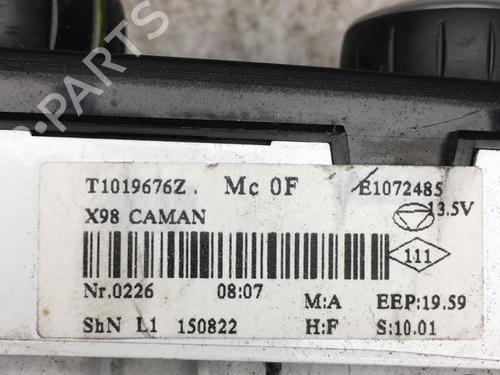 B-PARTS
T1019676Z . Mc 0F E1072485
X98 CAMAN 13.5V
111
Nr.0226 08:07 M:A EEP:19.59
ShN L1 150822 H:F S:10.01